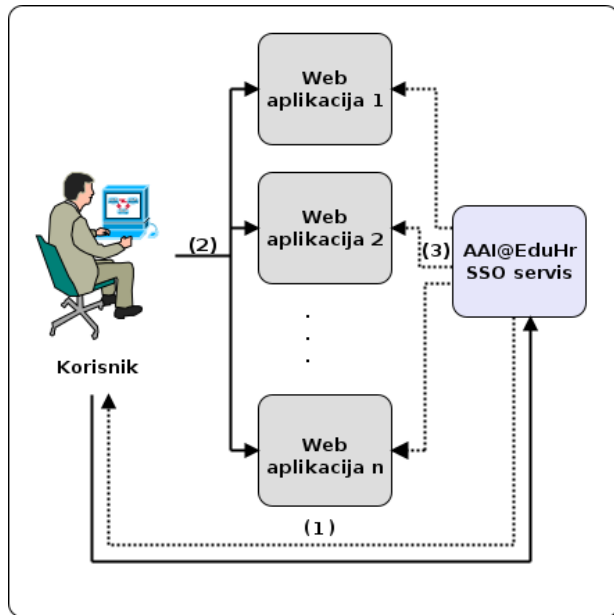 Web
aplikacija 1
Web
aplikacija 2
(2)
(3)
AAI@EduHr
SSO servis
.
.
.
Korisnik
Web
aplikacija n
(1)